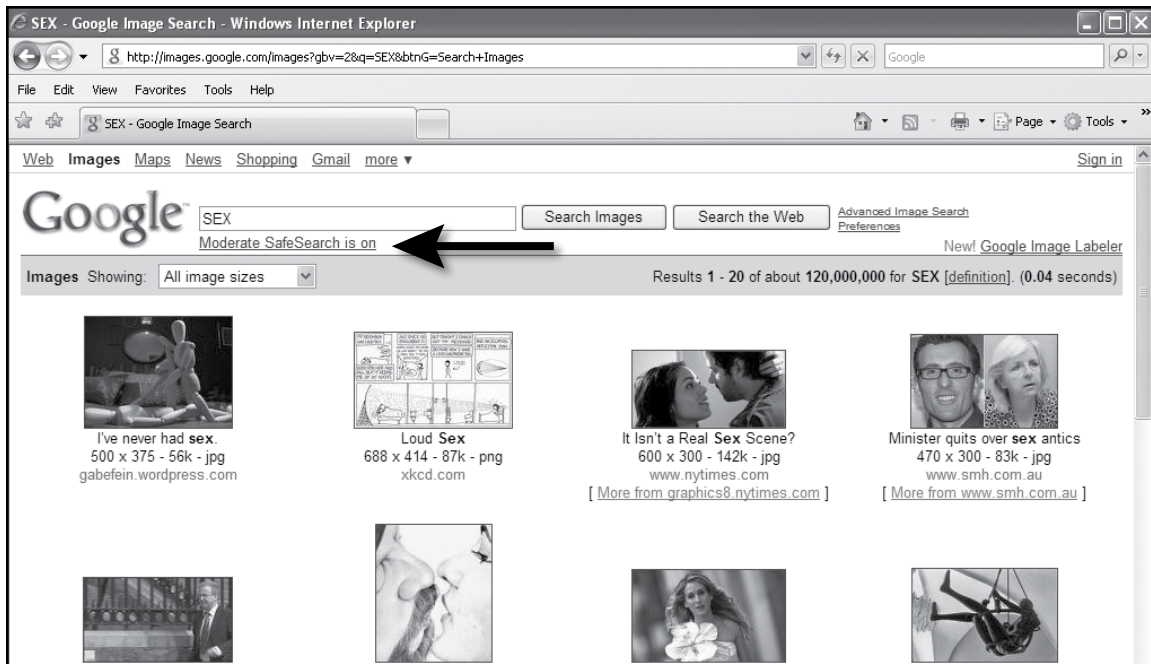 SEX - Google Image Search - Windows Internet Explorer
http://images.google.com/images?gbv=2&q=SEX&btnG=Search+Images
Google
File Edit View Favorites Tools Help
SEX - Google Image Search
Page Tools
Web Images Maps News Shopping Gmail more ▼
Sign in
Google™
SEX
Search Images
Search the Web
Advanced Image Search
Preferences
Moderate SafeSearch is on
New! Google Image Labeler
Images Showing: All image sizes
Results 1 - 20 of about 120,000,000 for SEX [definition]. (0.04 seconds)
I've never had sex.
500 x 375 - 56k - jpg
gabefein.wordpress.com
Loud Sex
688 x 414 - 87k - png
xkcd.com
It Isn't a Real Sex Scene?
600 x 300 - 142k - jpg
www.nytimes.com
[ More from graphics8.nytimes.com ]
Minister quits over sex antics
470 x 300 - 83k - jpg
www.smh.com.au
[ More from www.smh.com.au ]